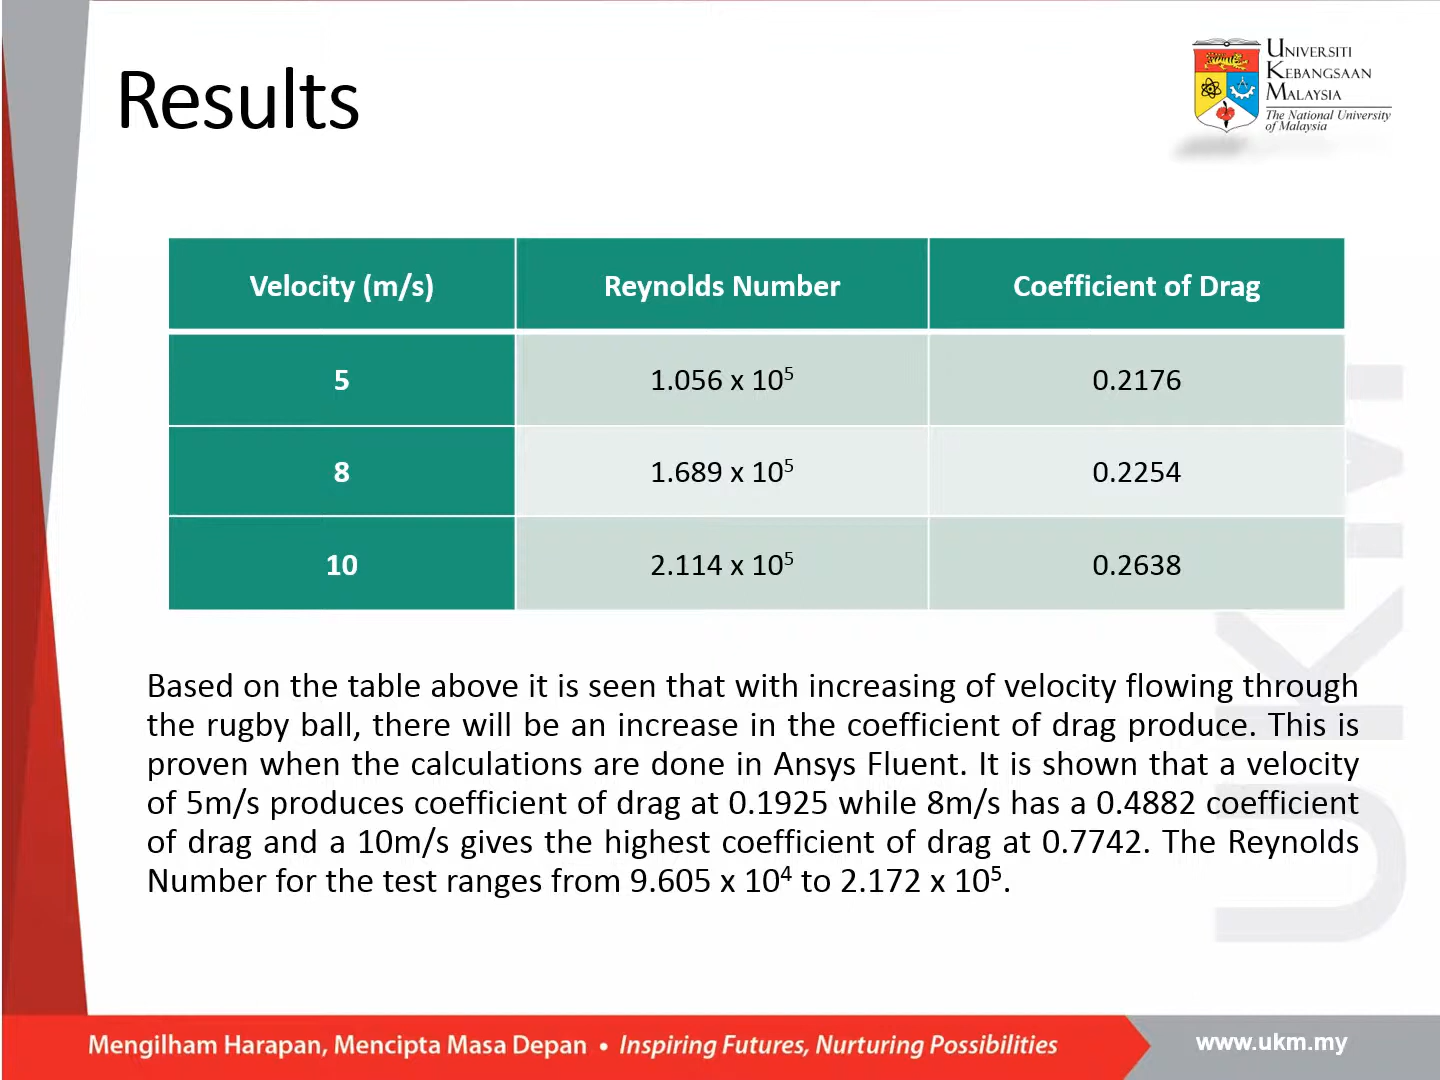 Results
UNIVERSITI
KEBANGSAAN
MALAYSIA
The National University
of Malaysia
Velocity (m/s) Reynolds Number Coefficient of Drag
5 1.056 x 10⁵ 0.2176
8 1.689 x 10⁵ 0.2254
10 2.114 x 10⁵ 0.2638
Based on the table above it is seen that with increasing of velocity flowing through
the rugby ball, there will be an increase in the coefficient of drag produce. This is
proven when the calculations are done in Ansys Fluent. It is shown that a velocity
of 5m/s produces coefficient of drag at 0.1925 while 8m/s has a 0.4882 coefficient
of drag and a 10m/s gives the highest coefficient of drag at 0.7742. The Reynolds
Number for the test ranges from 9.605 x 10⁴ to 2.172 x 10⁵.
UKM
Mengilham Harapan, Mencipta Masa Depan • Inspiring Futures, Nurturing Possibilities
www.ukm.my